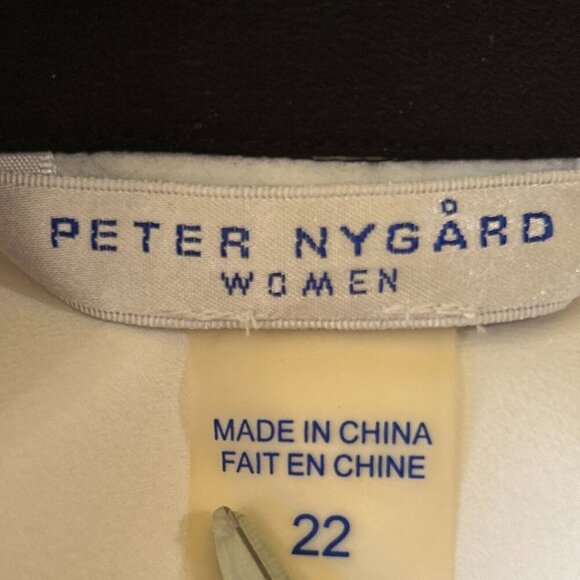 PETER NYGÅRD
WOMEN
MADE IN CHINA
FAIT EN CHINE
22